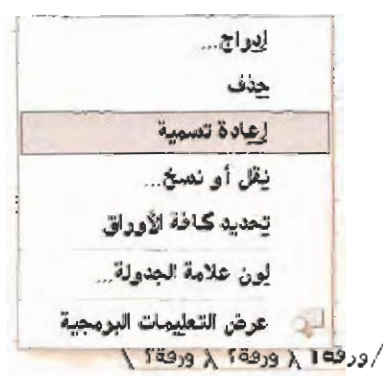 إدراج...
حذف
إعادة تسمية
نقل أو نسخ...
تحديد كافة الأوراق
لون علامة الجدولة...
عرض التعليمات البرمجية
/ورقة1 / ورقة2 / ورقة3 /